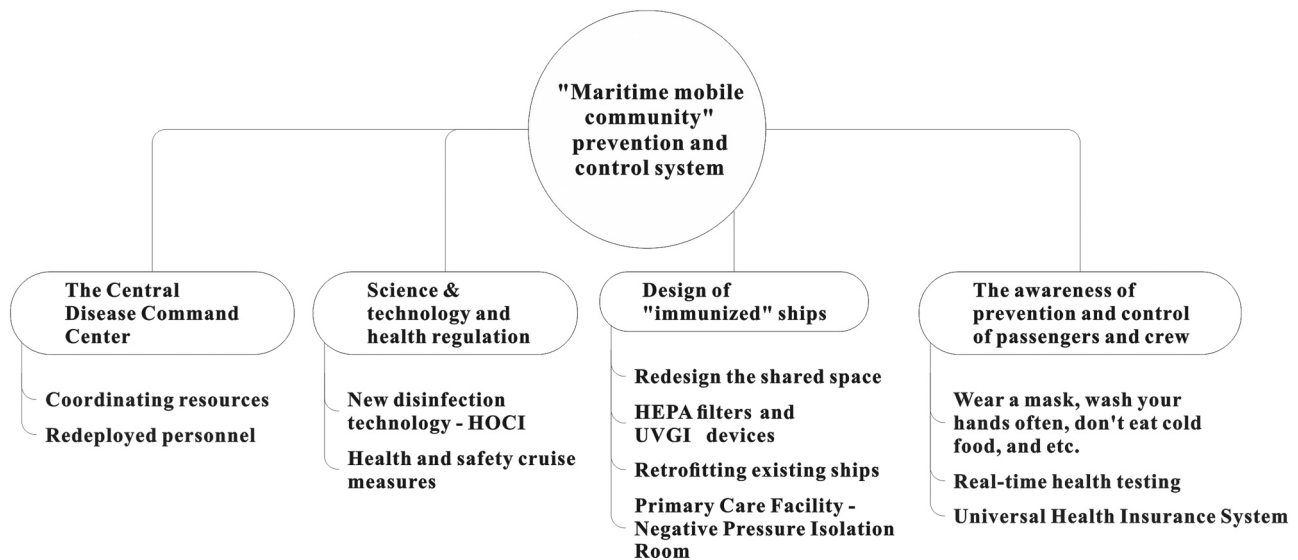 "Maritime mobile
community"
prevention and
control system
The Central
Disease Command
Center
Coordinating resources
Redeployed personnel
Science &
technology and
health regulation
New disinfection
technology - HOCI
Health and safety cruise
measures
Design of
"immunized" ships
Redesign the shared space
HEPA filters and
UVGI devices
Retrofitting existing ships
Primary Care Facility -
Negative Pressure Isolation
Room
The awareness of
prevention and control
of passengers and crew
Wear a mask, wash your
hands often, don't eat cold
food, and etc.
Real-time health testing
Universal Health Insurance System